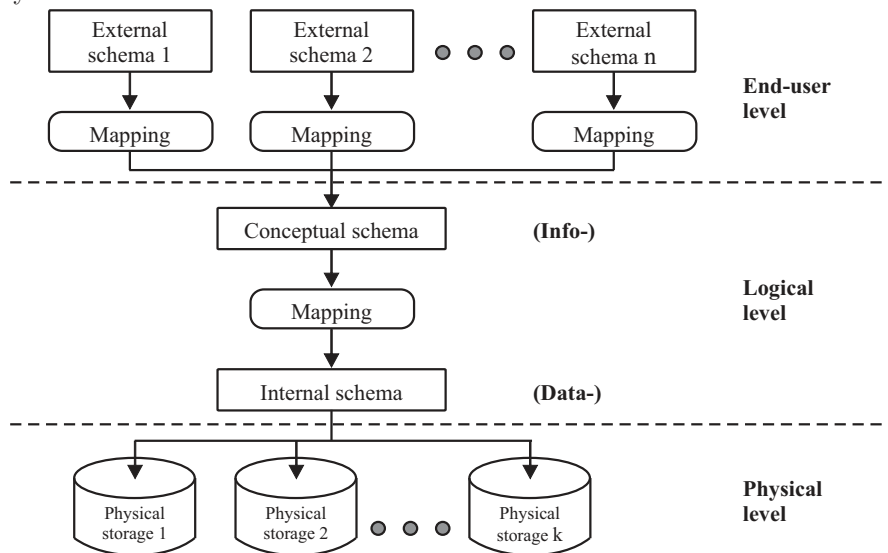 y
External
schema 1
External
schema 2
External
schema n
End-user
level
Mapping
Mapping
Mapping
Conceptual schema
(Info-)
Mapping
Logical
level
Internal schema
(Data-)
Physical
storage 1
Physical
storage 2
Physical
storage k
Physical
level